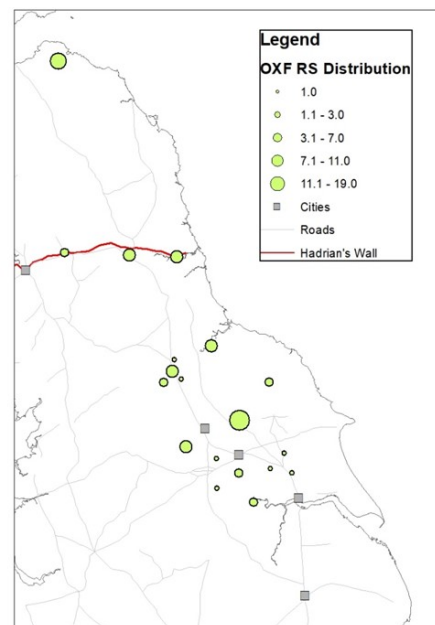 Legend
OXF RS Distribution
1.0
1.1 - 3.0
3.1 - 7.0
7.1 - 11.0
11.1 - 19.0
Cities
Roads
Hadrian's Wall